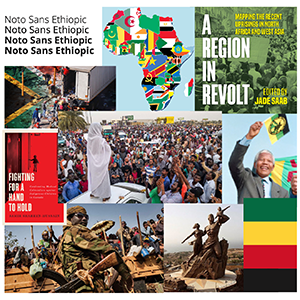 Noto Sans Ethiopic
Noto Sans Ethiopic
Noto Sans Ethiopic
Noto Sans Ethiopic
A
REGION
IN
REVOLT
MAPPING THE RECENT
UPRISINGS IN NORTH
AFRICA AND WEST ASIA
EDITED BY
JADE SAAB
FIGHTING
FOR A
HAND
TO HOLD